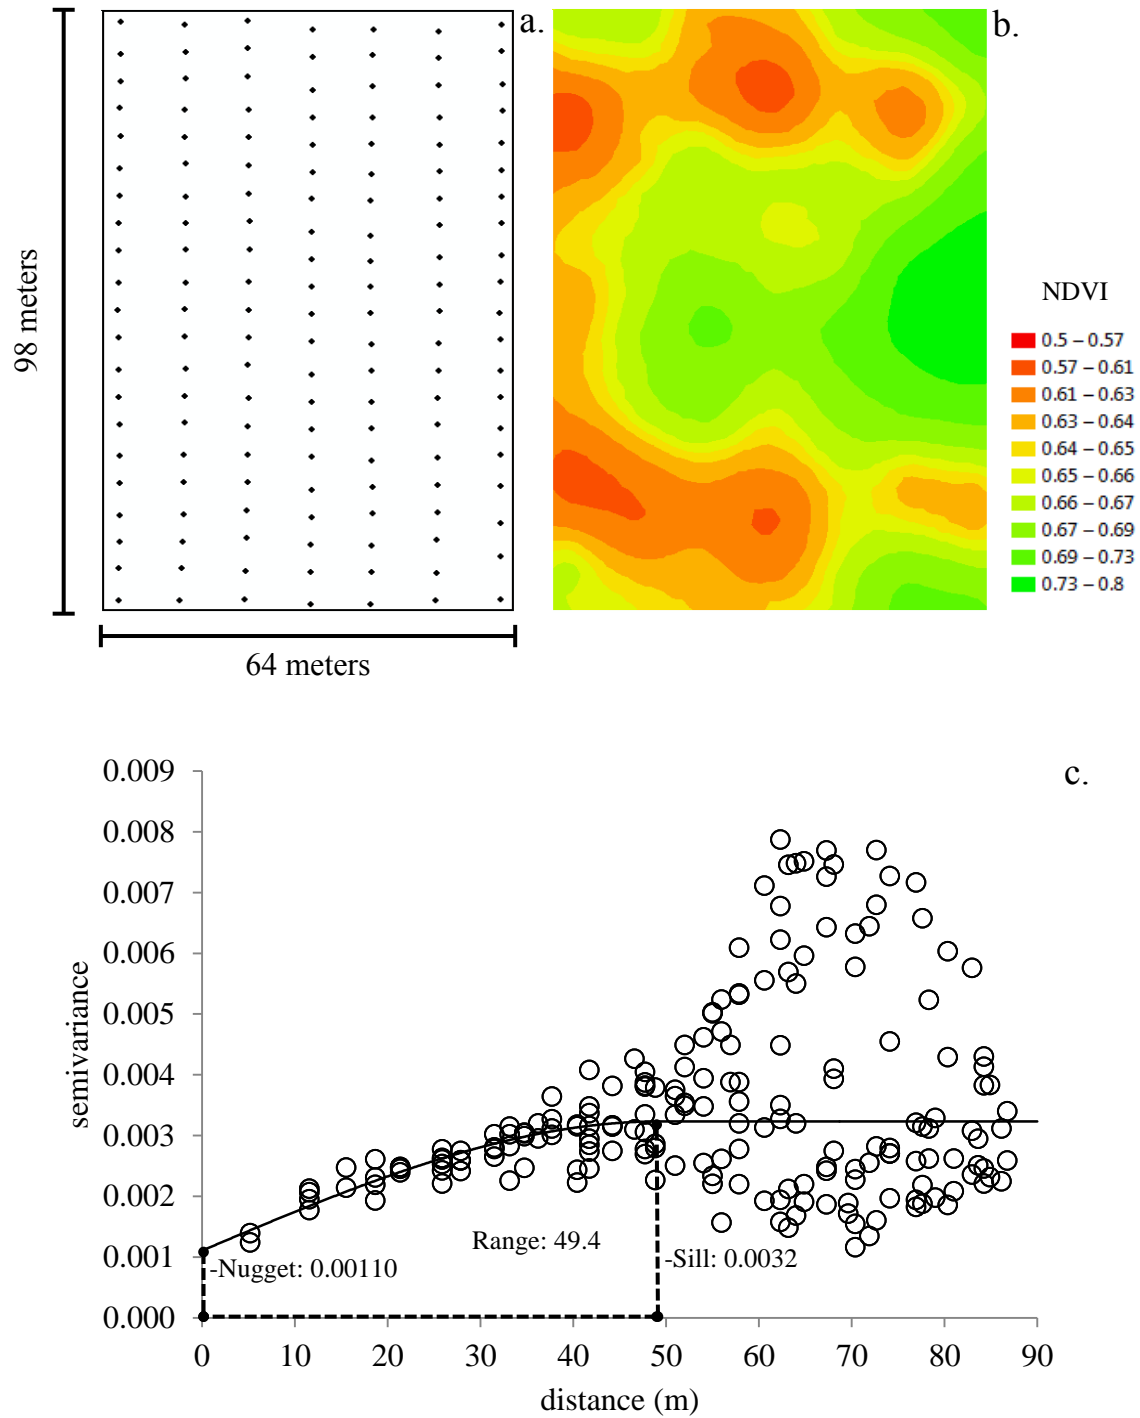 a.
b.
98 meters
64 meters
NDVI
0.5 – 0.57
0.57 – 0.61
0.61 – 0.63
0.63 – 0.64
0.64 – 0.65
0.65 – 0.66
0.66 – 0.67
0.67 – 0.69
0.69 – 0.73
0.73 – 0.8
c.
0.009
0.008
0.007
0.006
0.005
0.004
0.003
0.002
0.001
0.000
semivariance
Range: 49.4
-Nugget: 0.00110
-Sill: 0.0032
0 10 20 30 40 50 60 70 80 90
distance (m)